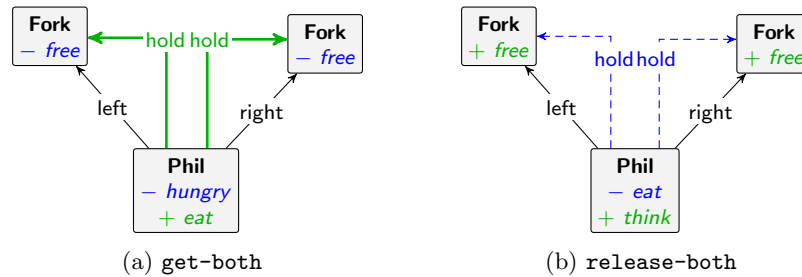 Fork
− free
hold hold
Fork
− free
left
right
Phil
− hungry
+ eat
(a) get-both
Fork
+ free
hold hold
Fork
+ free
left
right
Phil
− eat
+ think
(b) release-both